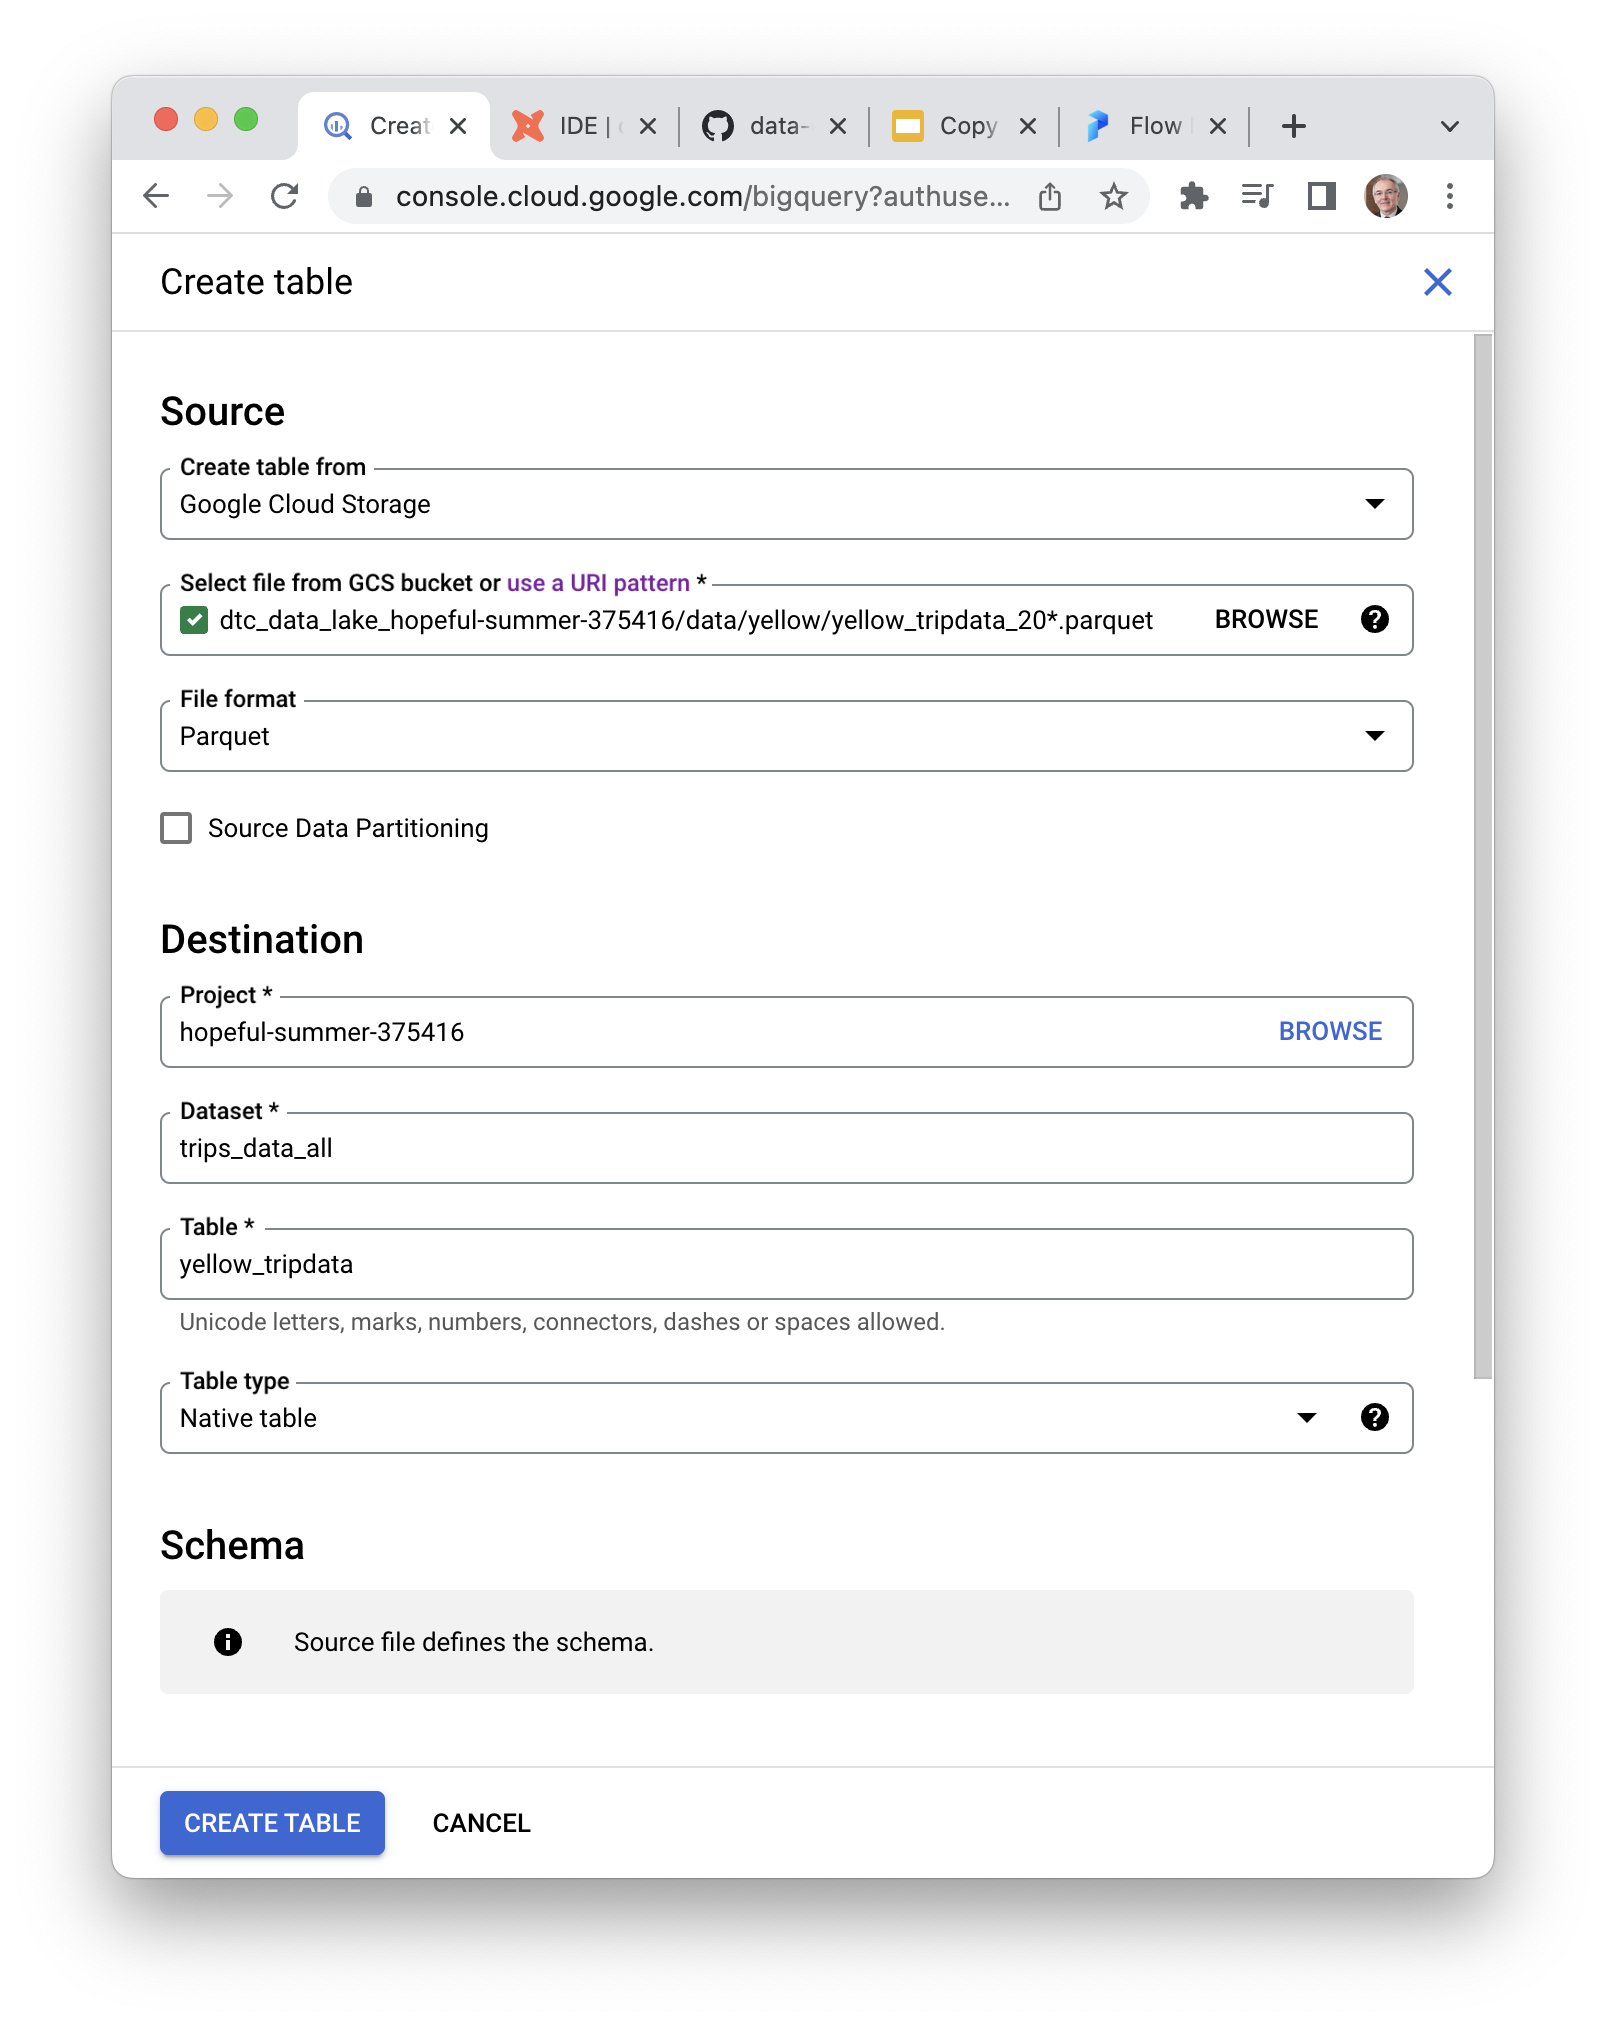 Creat
IDE |
data-
Copy
Flow
console.cloud.google.com/bigquery?authuse...
Create table
Source
Create table from
Google Cloud Storage
Select file from GCS bucket or use a URI pattern *
dtc_data_lake_hopeful-summer-375416/data/yellow/yellow_tripdata_20*.parquet BROWSE
File format
Parquet
Source Data Partitioning
Destination
Project *
hopeful-summer-375416 BROWSE
Dataset *
trips_data_all
Table *
yellow_tripdata
Unicode letters, marks, numbers, connectors, dashes or spaces allowed.
Table type
Native table
Schema
Source file defines the schema.
CREATE TABLE CANCEL